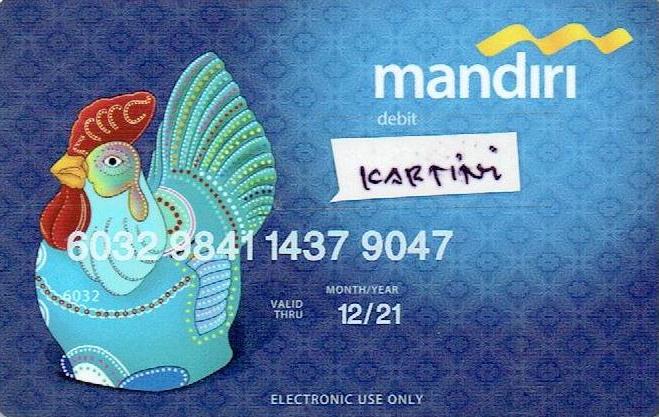 mandiri
debit
KARTINI
6032 9841 1437 9047
6032
MONTH/YEAR
VALID THRU 12/21
ELECTRONIC USE ONLY